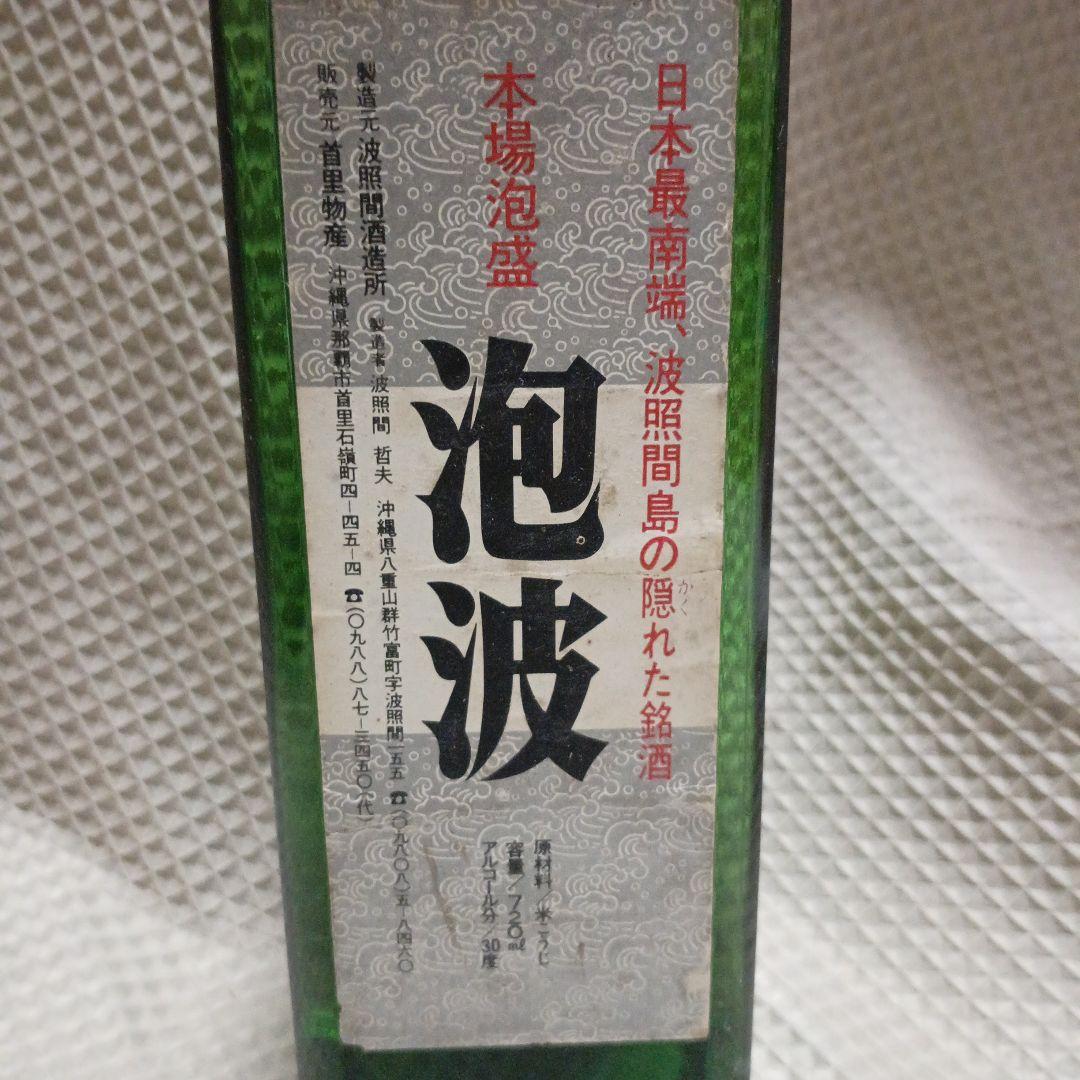 日本最南端、波照間島の隠れた銘酒
かく
本場泡盛
泡波
原材料/米こうじ
容量/720ml
アルコール分/30度
製造元 波照間酒造所 製造者 波照間 哲夫 沖縄県八重山群竹富町字波照間一五五 ☎(〇九八〇八)五-八四六〇
販売元 首里物産 沖縄県那覇市首里石嶺町四-四五-四 ☎(〇九八八)八七-三四五〇(代)